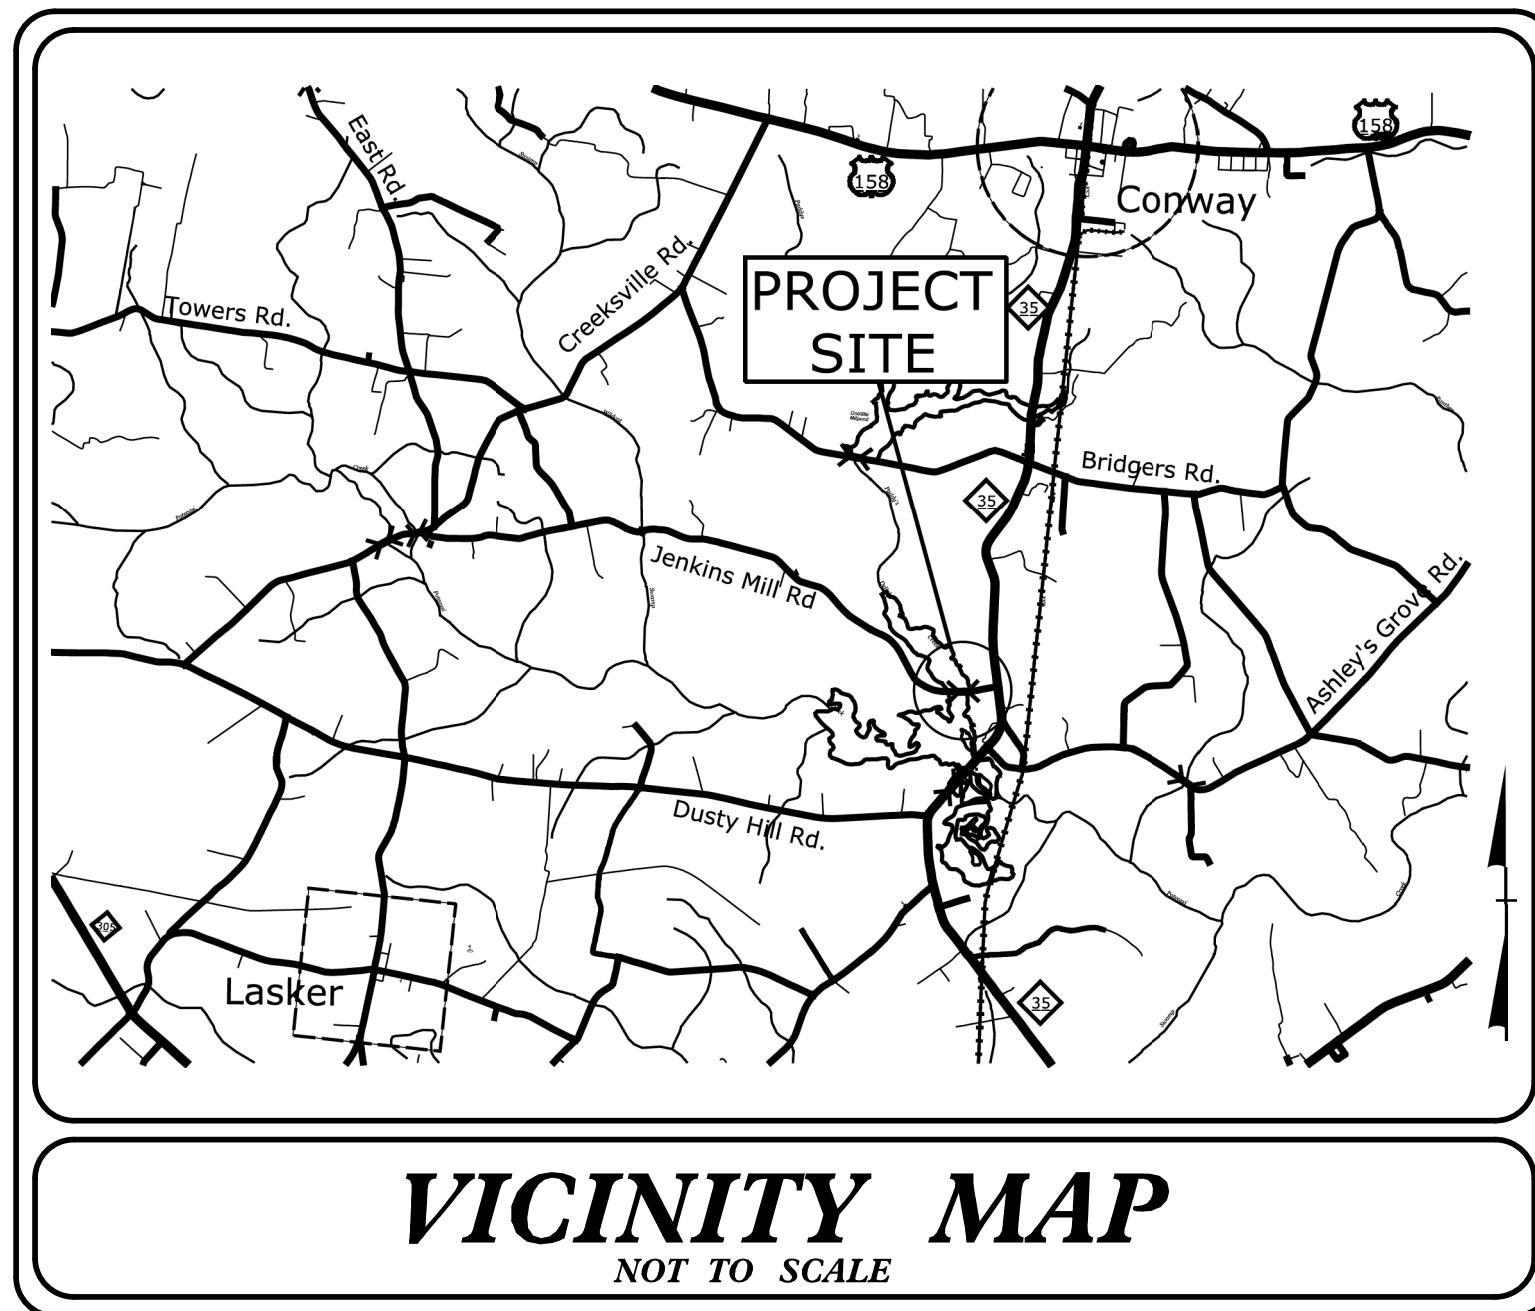 East Rd.
158
158
Conway
Towers Rd.
Creeksville Rd.
PROJECT
SITE
35
Bridgers Rd.
35
Jenkins Mill Rd
Ashley's Grove Rd.
Dusty Hill Rd.
305
Lasker
35
VICINITY MAP
NOT TO SCALE